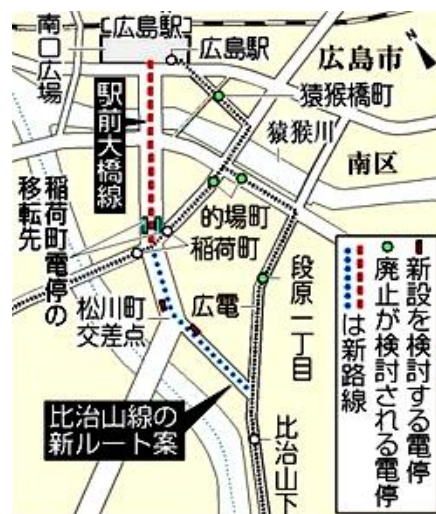 広島駅
南口広場
広島駅
広島市
猿猴橋町
駅前大橋線
猿猴川
南区
稲荷町電停の
移転先
的場町
稲荷町
松川町
交差点
広電
段原一丁目
比治山線の
新ルート案
比治山下
新設を検討する電停
廃止が検討される電停
は新路線